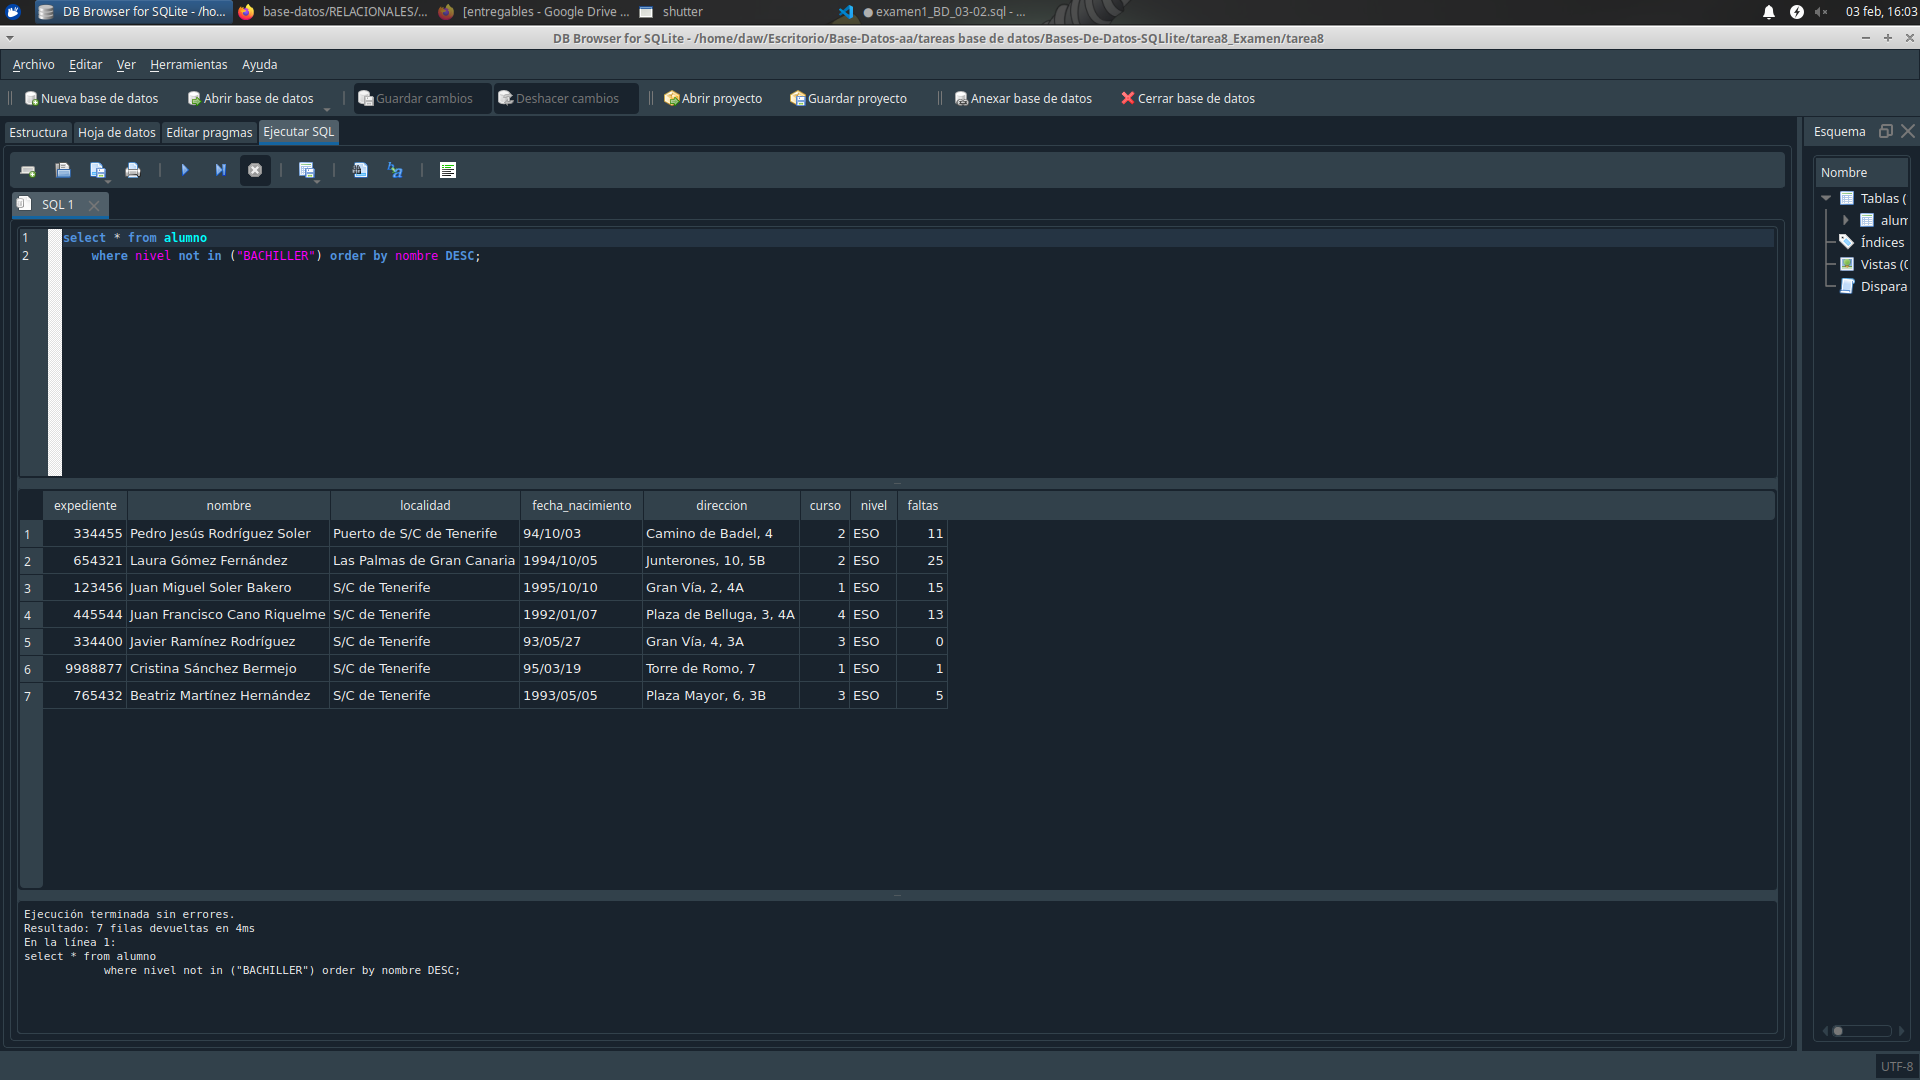 DB Browser for SQLite - /ho... base-datos/RELACIONALES/... [entregables - Google Drive ... shutter ● examen1_BD_03-02.sql - ... 03 feb, 16:03
DB Browser for SQLite - /home/daw/Escritorio/Base-Datos-aa/tareas base de datos/Bases-De-Datos-SQLlite/tarea8_Examen/tarea8
Archivo Editar Ver Herramientas Ayuda
Nueva base de datos Abrir base de datos Guardar cambios Deshacer cambios Abrir proyecto Guardar proyecto Anexar base de datos Cerrar base de datos
Estructura Hoja de datos Editar pragmas Ejecutar SQL
SQL 1
1 select * from alumno
2 where nivel not in ("BACHILLER") order by nombre DESC;
expediente nombre localidad fecha_nacimiento direccion curso nivel faltas
1 334455 Pedro Jesús Rodríguez Soler Puerto de S/C de Tenerife 94/10/03 Camino de Badel, 4 2 ESO 11
2 654321 Laura Gómez Fernández Las Palmas de Gran Canaria 1994/10/05 Junterones, 10, 5B 2 ESO 25
3 123456 Juan Miguel Soler Bakero S/C de Tenerife 1995/10/10 Gran Vía, 2, 4A 1 ESO 15
4 445544 Juan Francisco Cano Riquelme S/C de Tenerife 1992/01/07 Plaza de Belluga, 3, 4A 4 ESO 13
5 334400 Javier Ramínez Rodríguez S/C de Tenerife 93/05/27 Gran Vía, 4, 3A 3 ESO 0
6 9988877 Cristina Sánchez Bermejo S/C de Tenerife 95/03/19 Torre de Romo, 7 1 ESO 1
7 765432 Beatriz Martínez Hernández S/C de Tenerife 1993/05/05 Plaza Mayor, 6, 3B 3 ESO 5
Ejecución terminada sin errores.
Resultado: 7 filas devueltas en 4ms
En la línea 1:
select * from alumno
where nivel not in ("BACHILLER") order by nombre DESC;
Esquema
Nombre
Tablas (
alum
Índices
Vistas (0
Dispara
UTF-8